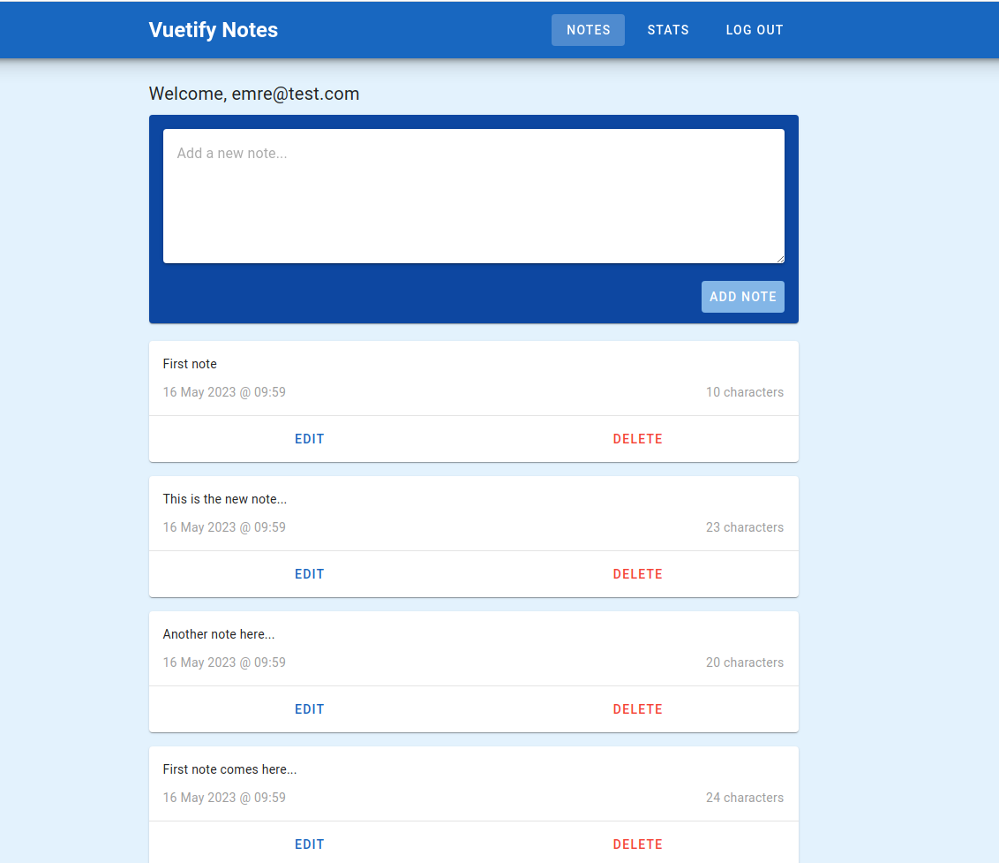 Vuetify Notes NOTES STATS LOG OUT
Welcome, emre@test.com
Add a new note...
ADD NOTE
First note
16 May 2023 @ 09:59 10 characters
EDIT DELETE
This is the new note...
16 May 2023 @ 09:59 23 characters
EDIT DELETE
Another note here...
16 May 2023 @ 09:59 20 characters
EDIT DELETE
First note comes here...
16 May 2023 @ 09:59 24 characters
EDIT DELETE